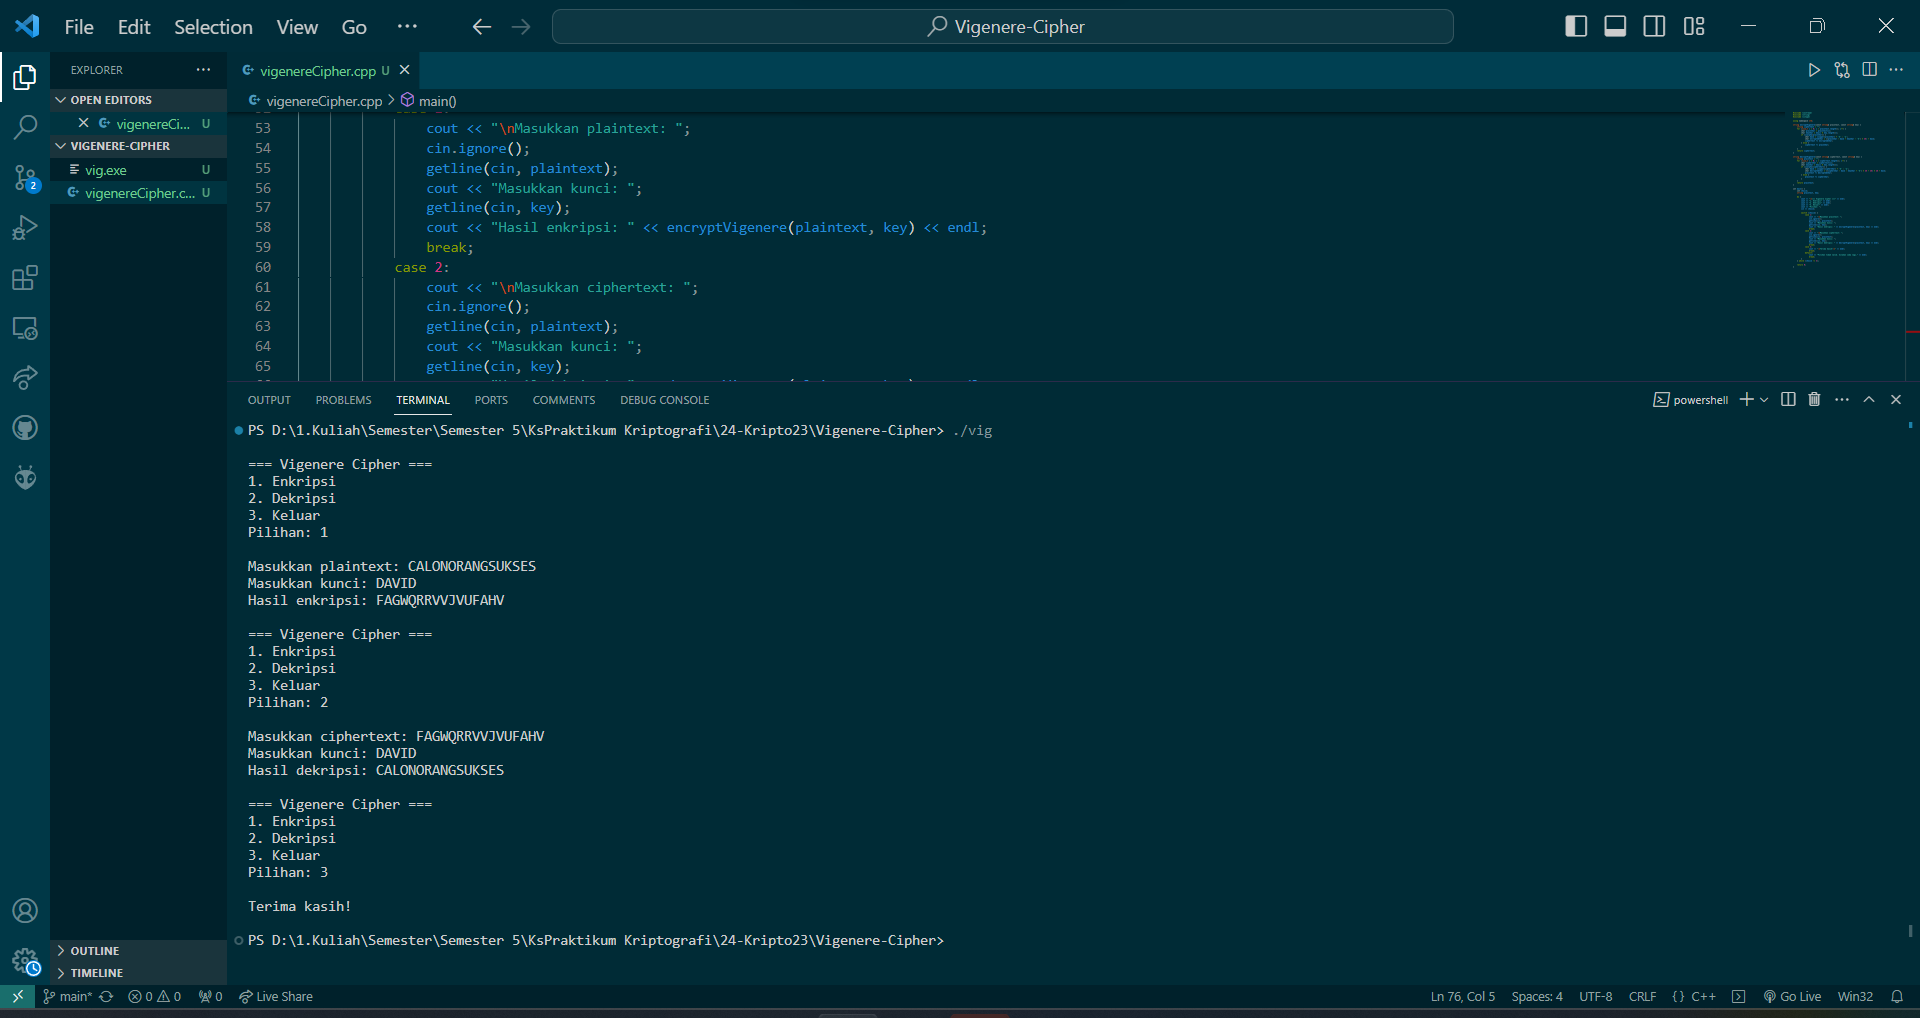 File Edit Selection View Go ··· Vigenere-Cipher
EXPLORER ···
vigenereCipher.cpp U
OPEN EDITORS
vigenereCi... U
VIGENERE-CIPHER
vig.exe U
vigenereCipher.c... U
OUTLINE
TIMELINE
vigenereCipher.cpp > main()
53 cout << "\nMasukkan plaintext: ";
54 cin.ignore();
55 getline(cin, plaintext);
56 cout << "Masukkan kunci: ";
57 getline(cin, key);
58 cout << "Hasil enkripsi: " << encryptVigenere(plaintext, key) << endl;
59 break;
60 case 2:
61 cout << "\nMasukkan ciphertext: ";
62 cin.ignore();
63 getline(cin, plaintext);
64 cout << "Masukkan kunci: ";
65 getline(cin, key);
OUTPUT PROBLEMS TERMINAL PORTS COMMENTS DEBUG CONSOLE powershell
PS D:\1.Kuliah\Semester\Semester 5\KsPraktikum Kriptografi\24-Kripto23\Vigenere-Cipher> ./vig
=== Vigenere Cipher ===
1. Enkripsi
2. Dekripsi
3. Keluar
Pilihan: 1
Masukkan plaintext: CALONORANGSUKSES
Masukkan kunci: DAVID
Hasil enkripsi: FAGWQRRVVJVUFAHV
=== Vigenere Cipher ===
1. Enkripsi
2. Dekripsi
3. Keluar
Pilihan: 2
Masukkan ciphertext: FAGWQRRVVJVUFAHV
Masukkan kunci: DAVID
Hasil dekripsi: CALONORANGSUKSES
=== Vigenere Cipher ===
1. Enkripsi
2. Dekripsi
3. Keluar
Pilihan: 3
Terima kasih!
PS D:\1.Kuliah\Semester\Semester 5\KsPraktikum Kriptografi\24-Kripto23\Vigenere-Cipher>
2
main* 0 0 0 Live Share Ln 76, Col 5 Spaces: 4 UTF-8 CRLF {} C++ Go Live Win32